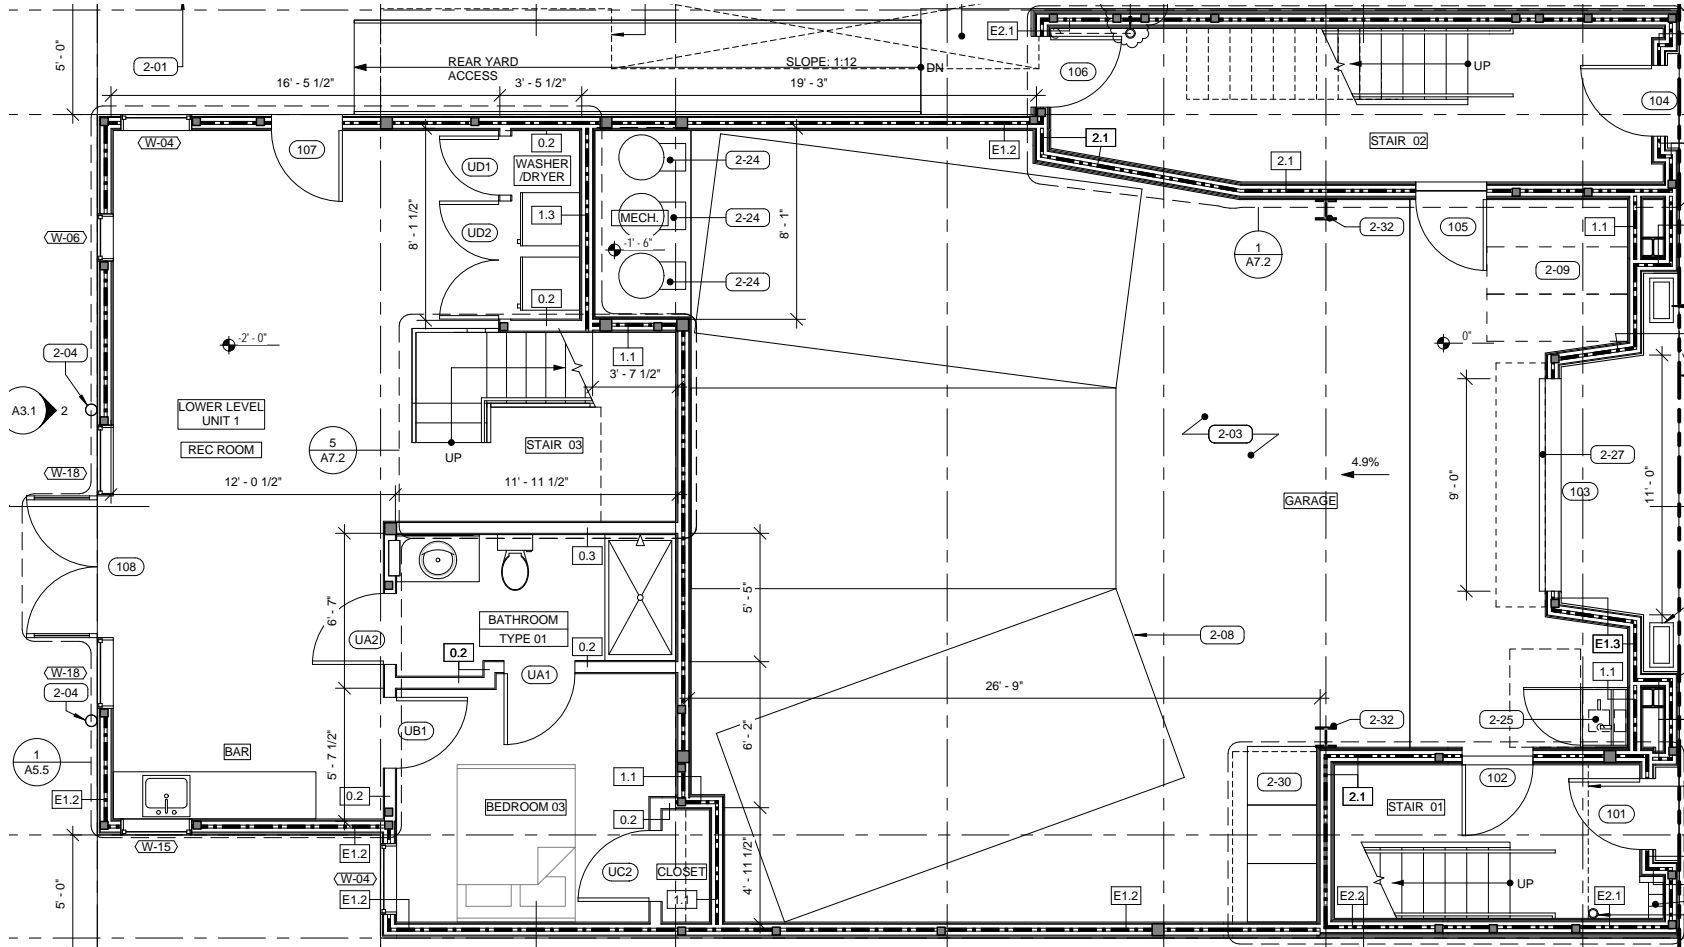 5' - 0"
2-01
16' - 5 1/2"
3' - 5 1/2"
19' - 3"
REAR YARD
ACCESS
SLOPE: 1:12
DN
E2.1
106
UP
104
STAIR 02
W-04
107
UD1
0.2
WASHER
/DRYER
2-24
E1.2
2.1
2.1
1.3
MECH.
2-24
-1' - 6"
2-24
8' - 1"
8' - 1 1/2"
UD2
0.2
W-06
1
A7.2
2-32
105
1.1
2-09
-2' - 0"
0"
2-04
1.1
3' - 7 1/2"
A3.1
2
LOWER LEVEL
UNIT 1
REC ROOM
5
A7.2
UP
STAIR 03
2-03
4.9%
9' - 0"
2-27
103
11' - 0"
GARAGE
W-18
12' - 0 1/2"
11' - 11 1/2"
108
0.3
6' - 7"
5' - 5"
BATHROOM
TYPE 01
UA2
0.2
0.2
UA1
2-08
E1.3
1.1
W-18
2-04
26' - 9"
2-32
2-25
UB1
6' - 2"
5' - 7 1/2"
BAR
1
A5.5
E1.2
0.2
1.1
BEDROOM 03
0.2
2-30
2.1
102
STAIR 01
101
W-15
E1.2
W-04
E1.2
UC2
CLOSET
1.1
4' - 11 1/2"
E1.2
E2.2
UP
E2.1
5' - 0"